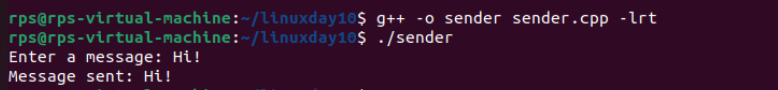 rps@rps-virtual-machine:~/linuxday10$ g++ -o sender sender.cpp -lrt
rps@rps-virtual-machine:~/linuxday10$ ./sender
Enter a message: Hi!
Message sent: Hi!